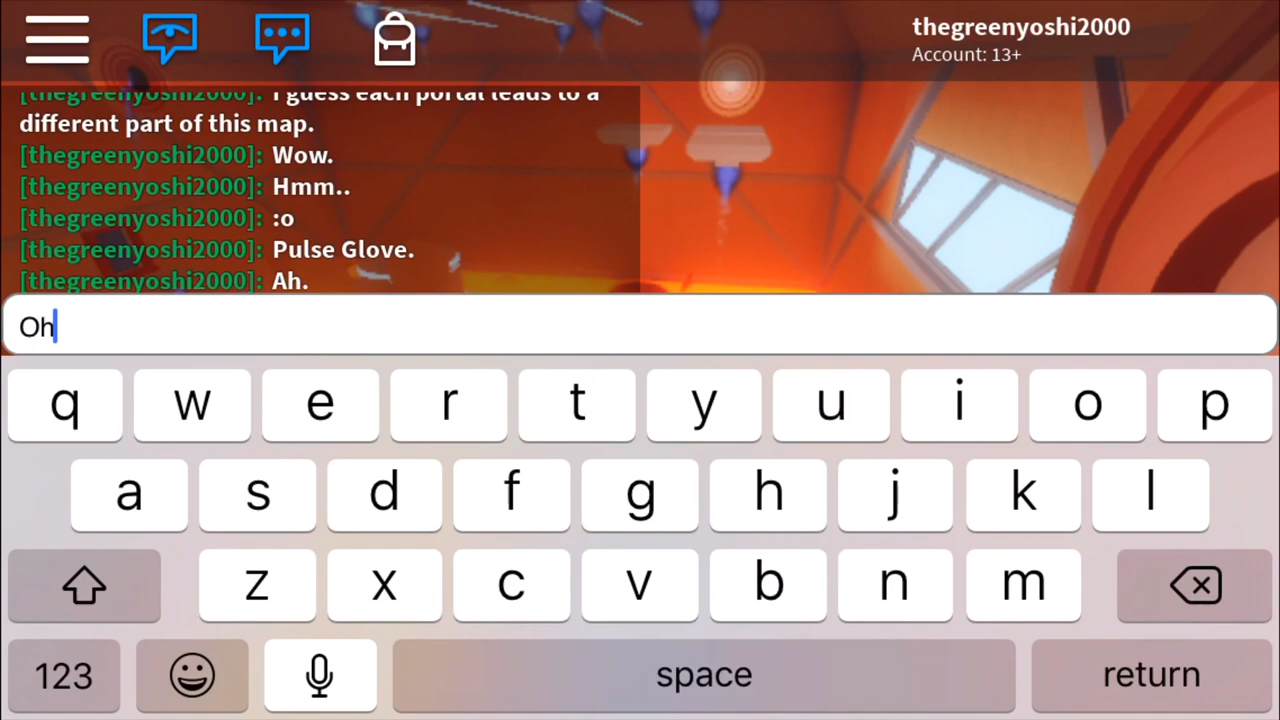 thegreenyoshi2000
Account: 13+
[thegreenyoshi2000]: I guess each portal leads to a
different part of this map.
[thegreenyoshi2000]: Wow.
[thegreenyoshi2000]: Hmm..
[thegreenyoshi2000]: :o
[thegreenyoshi2000]: Pulse Glove.
[thegreenyoshi2000]: Ah.
Oh
q w e r t y u i o p
a s d f g h j k l
z x c v b n m
123 space return